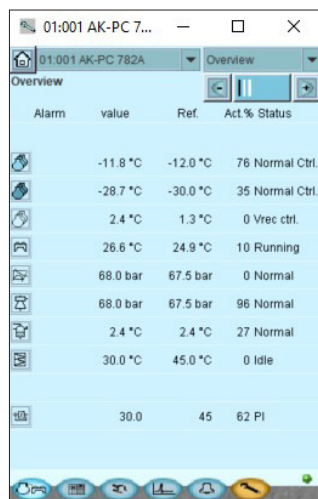 01:001 AK-PC 7...
01:001 AK-PC 782A Overview
Overview
Alarm value Ref. Act.% Status
-11.8 °C -12.0 °C 76 Normal Ctrl.
-28.7 °C -30.0 °C 35 Normal Ctrl.
2.4 °C 1.3 °C 0 Vrec ctrl.
26.6 °C 24.9 °C 10 Running
68.0 bar 67.5 bar 0 Normal
68.0 bar 67.5 bar 96 Normal
2.4 °C 2.4 °C 27 Normal
30.0 °C 45.0 °C 0 Idle
30.0 45 62 PI